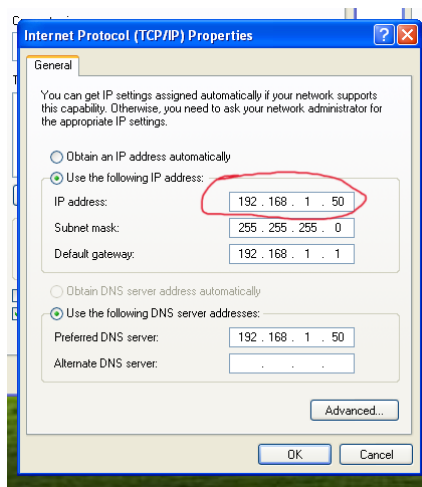 Internet Protocol (TCP/IP) Properties
General
You can get IP settings assigned automatically if your network supports
this capability. Otherwise, you need to ask your network administrator for
the appropriate IP settings.
Obtain an IP address automatically
Use the following IP address:
IP address: 192 . 168 . 1 . 50
Subnet mask: 255 . 255 . 255 . 0
Default gateway: 192 . 168 . 1 . 1
Obtain DNS server address automatically
Use the following DNS server addresses:
Preferred DNS server: 192 . 168 . 1 . 50
Alternate DNS server: . . .
Advanced...
OK Cancel